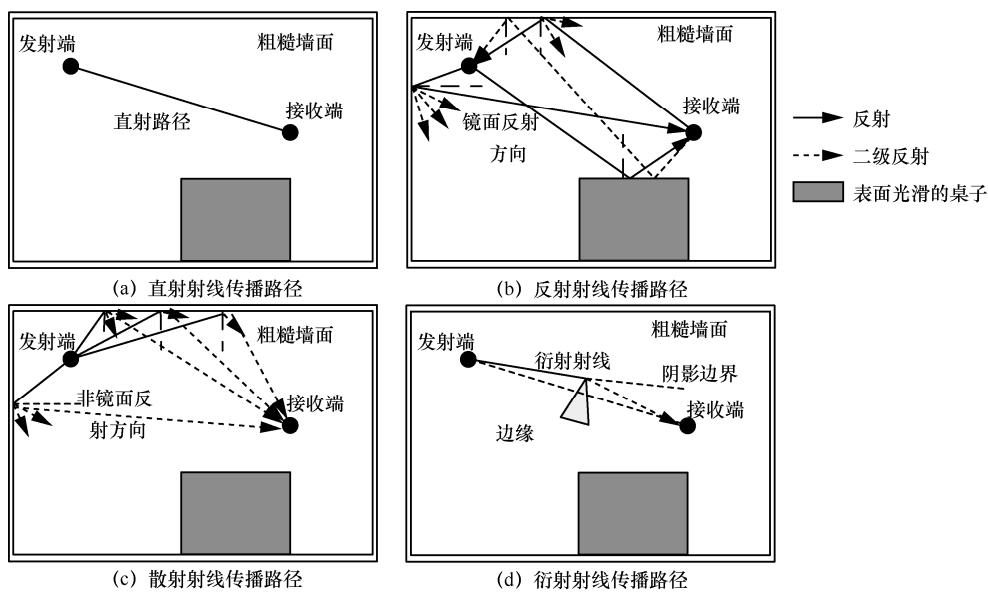 发射端
粗糙墙面
直射路径
接收端
(a) 直射射线传播路径
发射端
粗糙墙面
接收端
镜面反射
方向
(b) 反射射线传播路径
反射
二级反射
表面光滑的桌子
发射端
粗糙墙面
非镜面反
射方向
接收端
(c) 散射射线传播路径
发射端
粗糙墙面
衍射射线
阴影边界
接收端
边缘
(d) 衍射射线传播路径